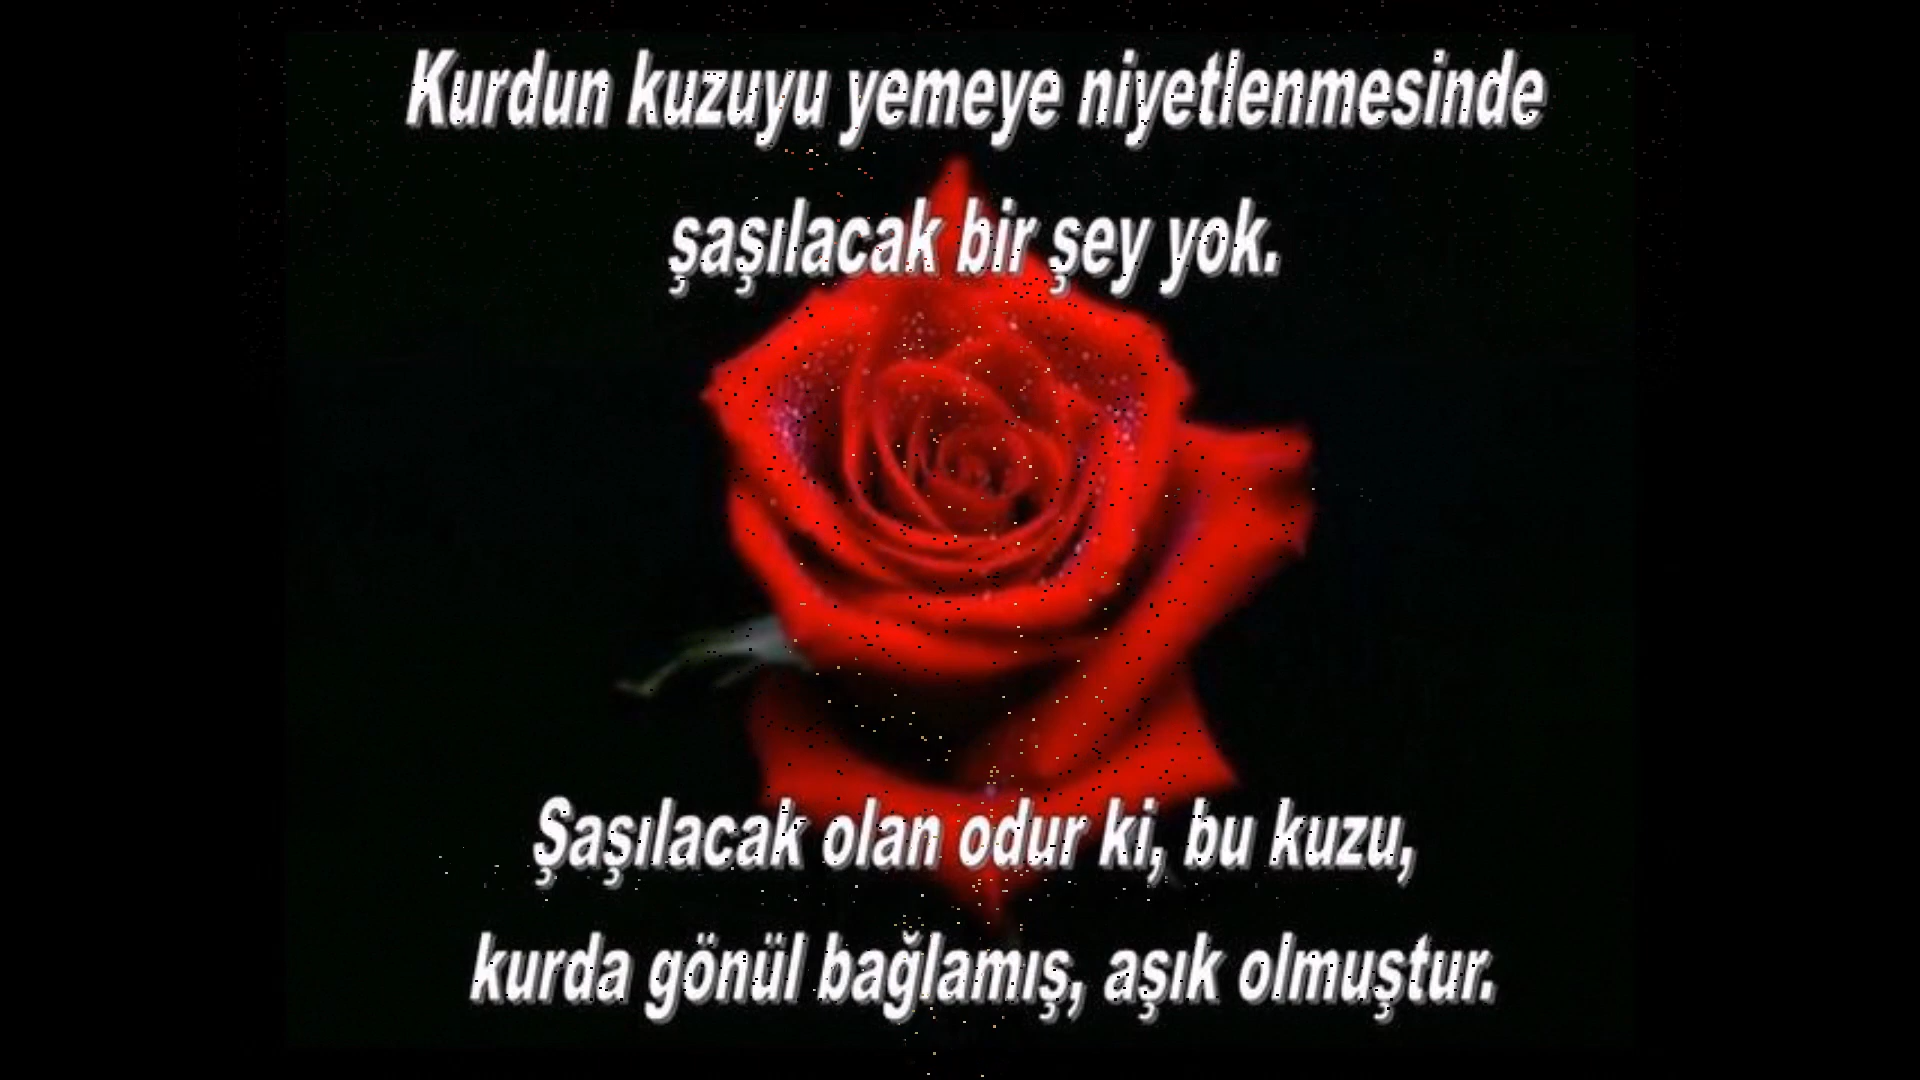 Kurdun kuzuyu yemeye niyetlenmesinde
şaşılacak bir şey yok.
Şaşılacak olan odur ki, bu kuzu,
kurda gönül bağlamış, aşık olmuştur.